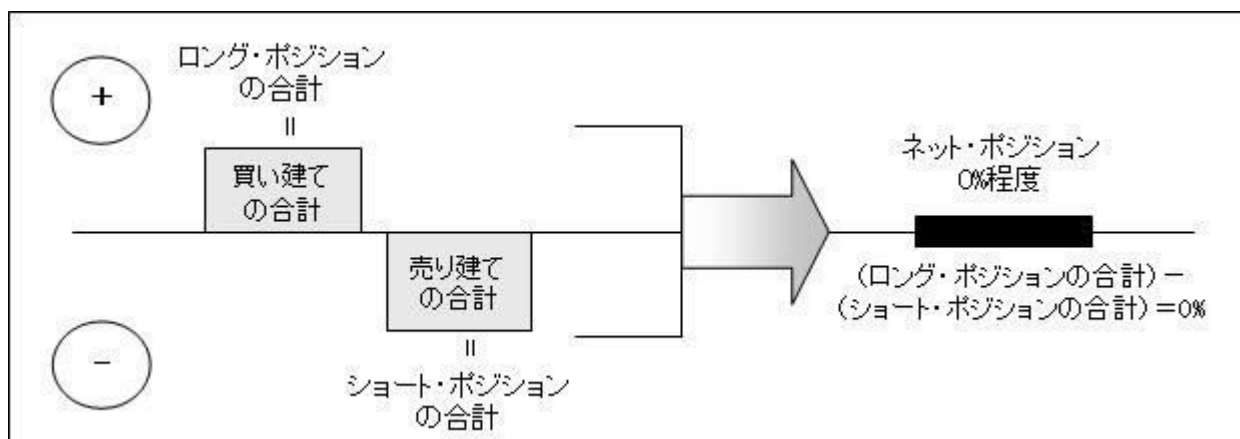 +
ロング・ポジション
の合計
=
買い建て
の合計
売り建て
の合計
=
ショート・ポジション
の合計
-
ネット・ポジション
0%程度
(ロング・ポジションの合計)-
(ショート・ポジションの合計)=0%